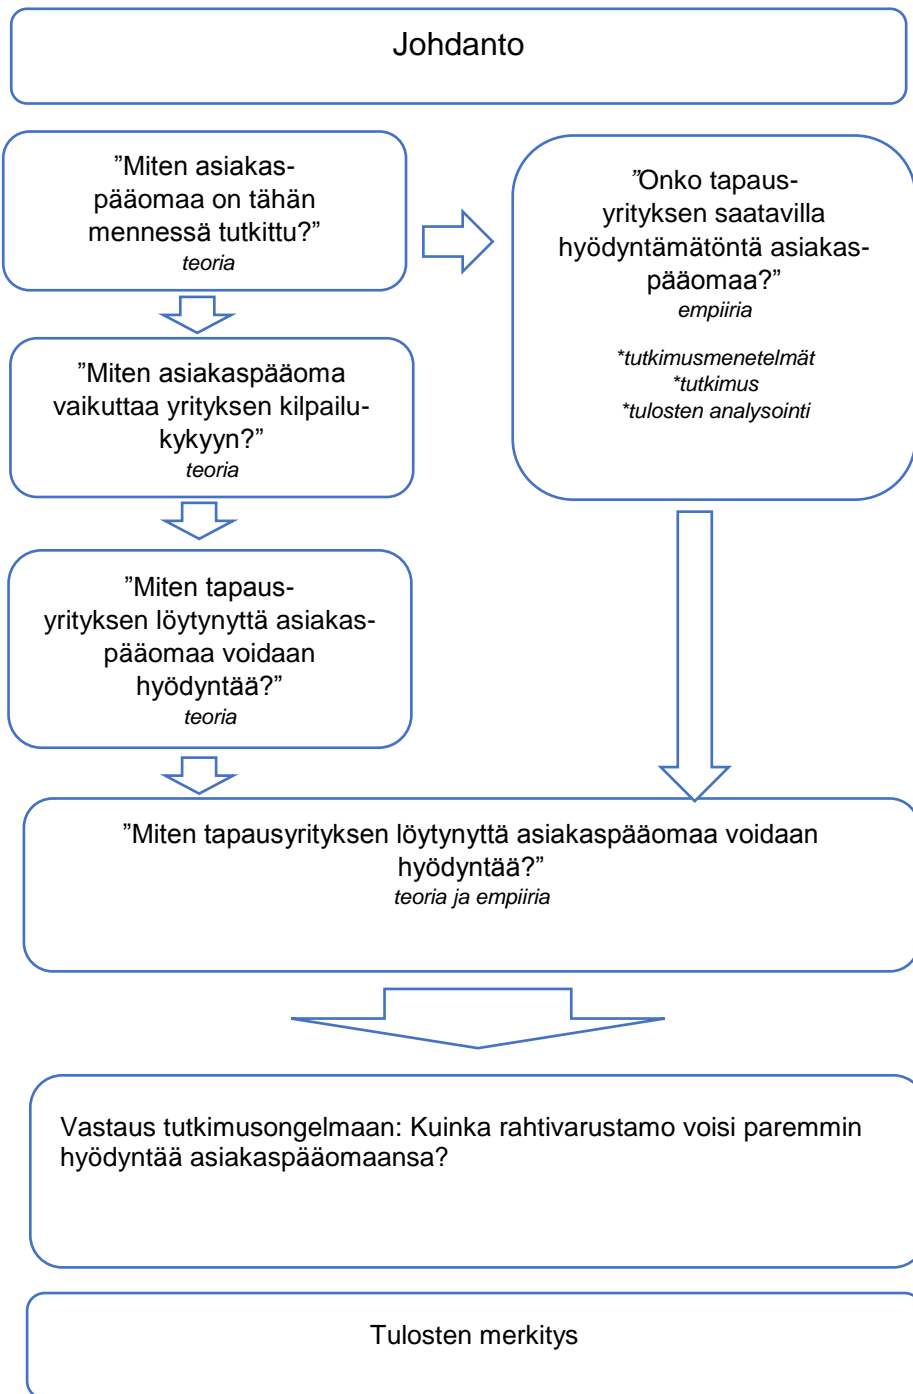 Johdanto
”Miten asiakas-
pääomaa on tähän
mennessä tutkittu?”
teoria
”Onko tapaus-
yrityksen saatavilla
hyödyntämätöntä asiakas-
pääomaa?”
empiiria
*tutkimusmenetelmät
*tutkimus
*tulosten analysointi
”Miten asiakaspääoma
vaikuttaa yrityksen kilpailu-
kykyyn?”
teoria
”Miten tapaus-
yrityksen löytynyttä asiakas-
pääomaa voidaan
hyödyntää?”
teoria
”Miten tapausyrityksen löytynyttä asiakaspääomaa voidaan
hyödyntää?”
teoria ja empiiria
Vastaus tutkimusongelmaan: Kuinka rahtivarustamo voisi paremmin
hyödyntää asiakaspääomaansa?
Tulosten merkitys